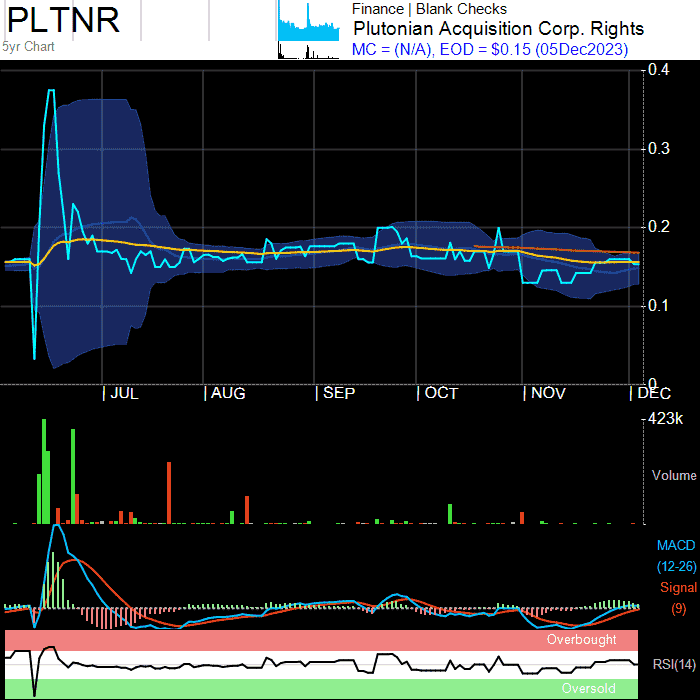 PLTNR
5yr Chart
Finance | Blank Checks
Plutonian Acquisition Corp. Rights
MC = (N/A), EOD = $0.15 (05Dec2023)
0.4
0.3
0.2
0.1
0
JUL AUG SEP OCT NOV DEC
423k
Volume
MACD
(12-26)
Signal
(9)
Overbought
RSI(14)
Oversold